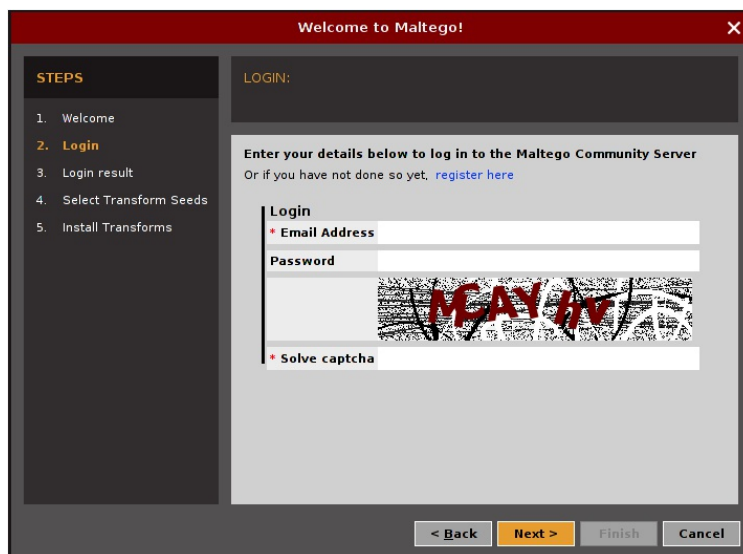 Welcome to Maltego!
STEPS
1. Welcome
2. Login
3. Login result
4. Select Transform Seeds
5. Install Transforms
LOGIN:
Enter your details below to log in to the Maltego Community Server
Or if you have not done so yet, register here
Login
* Email Address
Password
* Solve captcha
< Back
Next >
Finish
Cancel